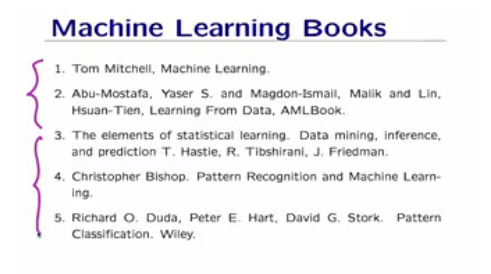 Machine Learning Books
1. Tom Mitchell, Machine Learning.
2. Abu-Mostafa, Yaser S. and Magdon-Ismail, Malik and Lin,
Hsuan-Tien, Learning From Data, AMLBook.
3. The elements of statistical learning. Data mining, inference,
and prediction T. Hastie, R. Tibshirani, J. Friedman.
4. Christopher Bishop. Pattern Recognition and Machine Learn-
ing.
5. Richard O. Duda, Peter E. Hart, David G. Stork. Pattern
Classification. Wiley.